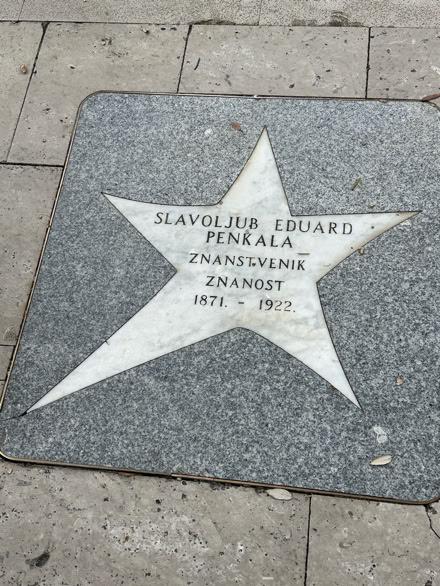 SLAVOLJUB EDUARD
PENKALA
ZNANSTVENIK
ZNANOST
1871. - 1922.